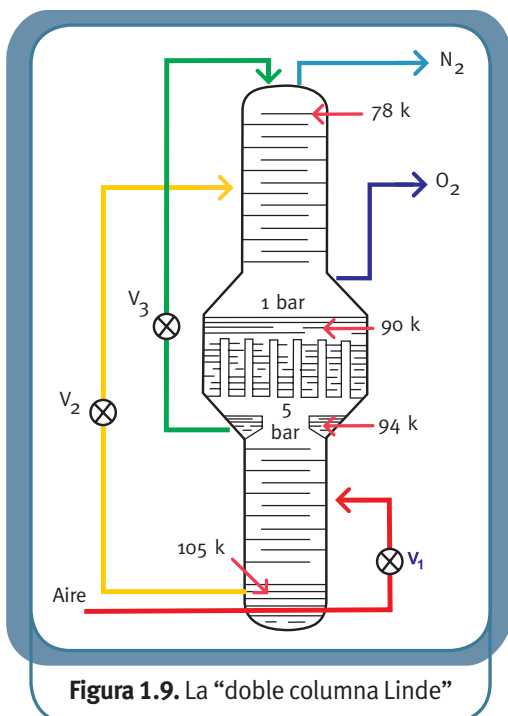 N2
78 k
O2
V3
1 bar
90 k
V2
5
bar
94 k
105 k
V1
Aire
Figura 1.9. La “doble columna Linde”